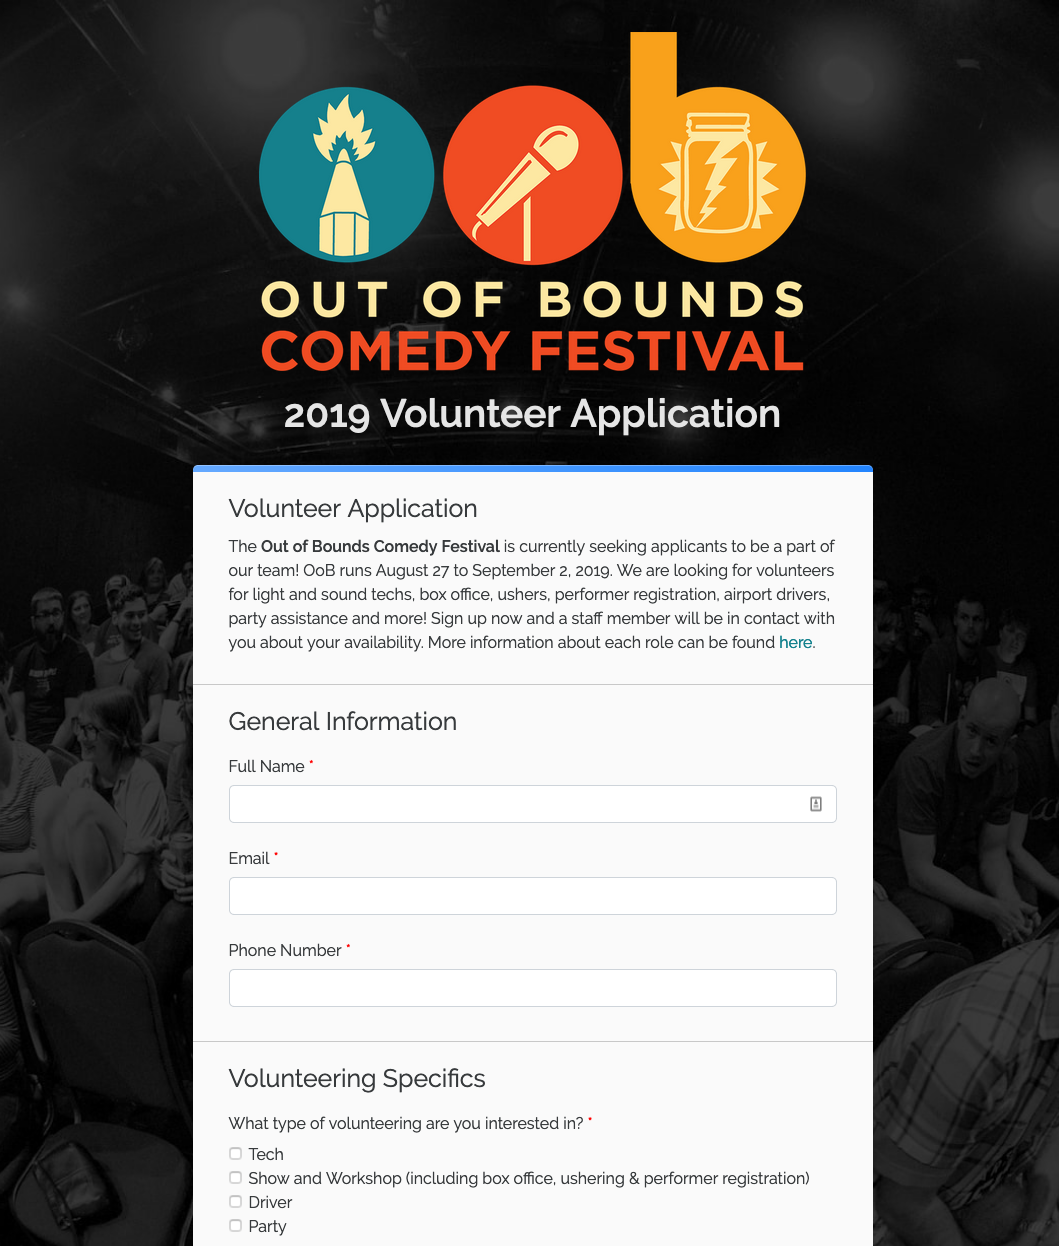 oob
OUT OF BOUNDS
COMEDY FESTIVAL
2019 Volunteer Application
Volunteer Application
The Out of Bounds Comedy Festival is currently seeking applicants to be a part of
our team! OoB runs August 27 to September 2, 2019. We are looking for volunteers
for light and sound techs, box office, ushers, performer registration, airport drivers,
party assistance and more! Sign up now and a staff member will be in contact with
you about your availability. More information about each role can be found here.
General Information
Full Name *
Email *
Phone Number *
Volunteering Specifics
What type of volunteering are you interested in? *
Tech
Show and Workshop (including box office, ushering & performer registration)
Driver
Party